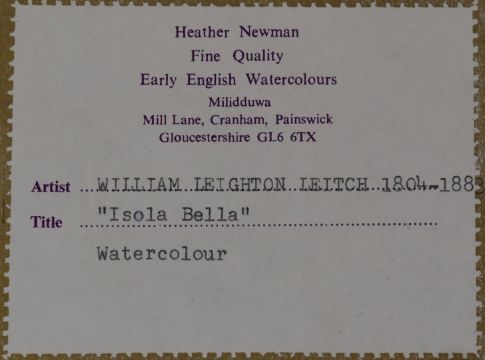 Heather Newman
Fine Quality
Early English Watercolours
Milidduwa
Mill Lane, Cranham, Painswick
Gloucestershire GL6 6TX
Artist ...WILLIAM LEIGHTON LEITCH 1804-1883
Title "Isola Bella"
Watercolour